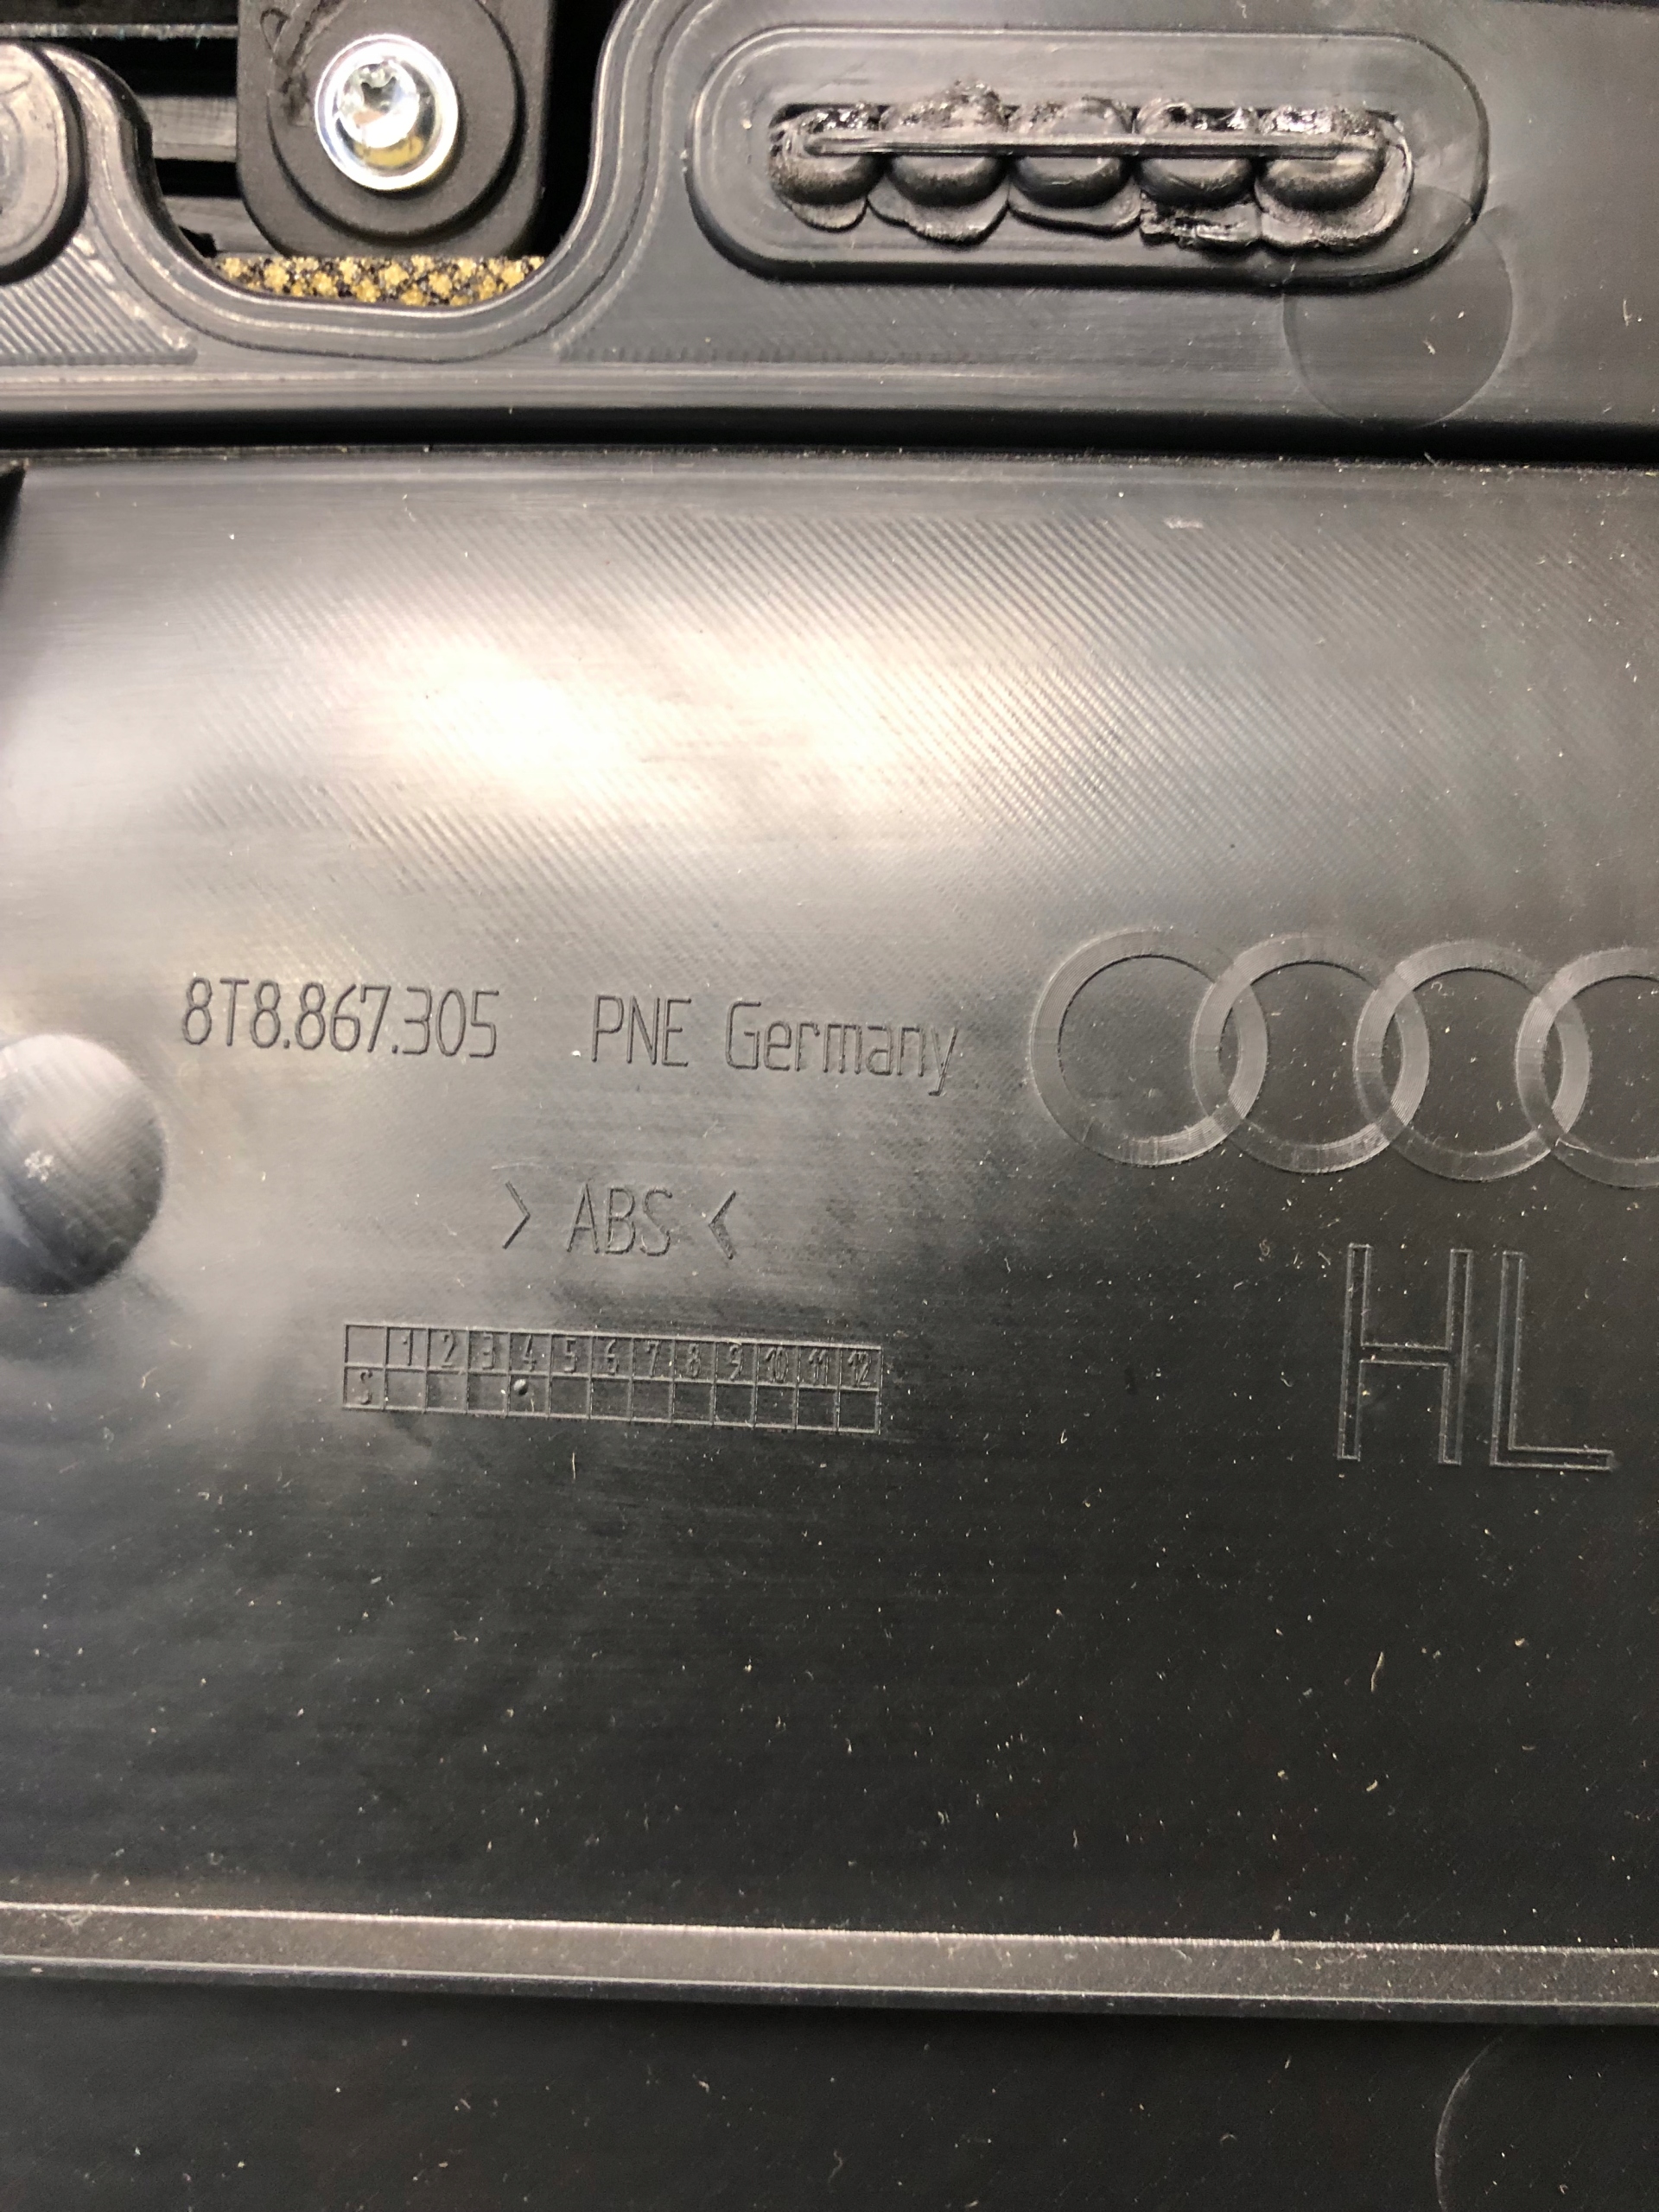 8T8.867.305 PNE Germany
> ABS <
HL
1 2 3 4 5 6 7 8 9 10 11 12
S